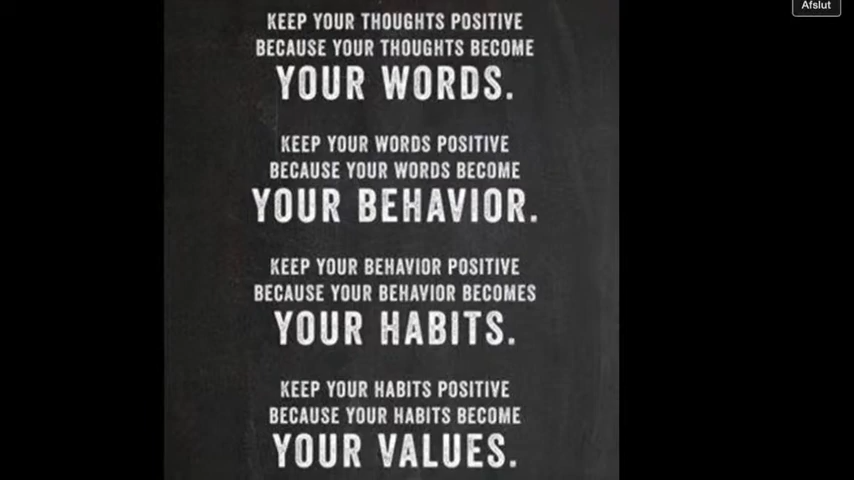 Afslut
KEEP YOUR THOUGHTS POSITIVE
BECAUSE YOUR THOUGHTS BECOME
YOUR WORDS.
KEEP YOUR WORDS POSITIVE
BECAUSE YOUR WORDS BECOME
YOUR BEHAVIOR.
KEEP YOUR BEHAVIOR POSITIVE
BECAUSE YOUR BEHAVIOR BECOMES
YOUR HABITS.
KEEP YOUR HABITS POSITIVE
BECAUSE YOUR HABITS BECOME
YOUR VALUES.